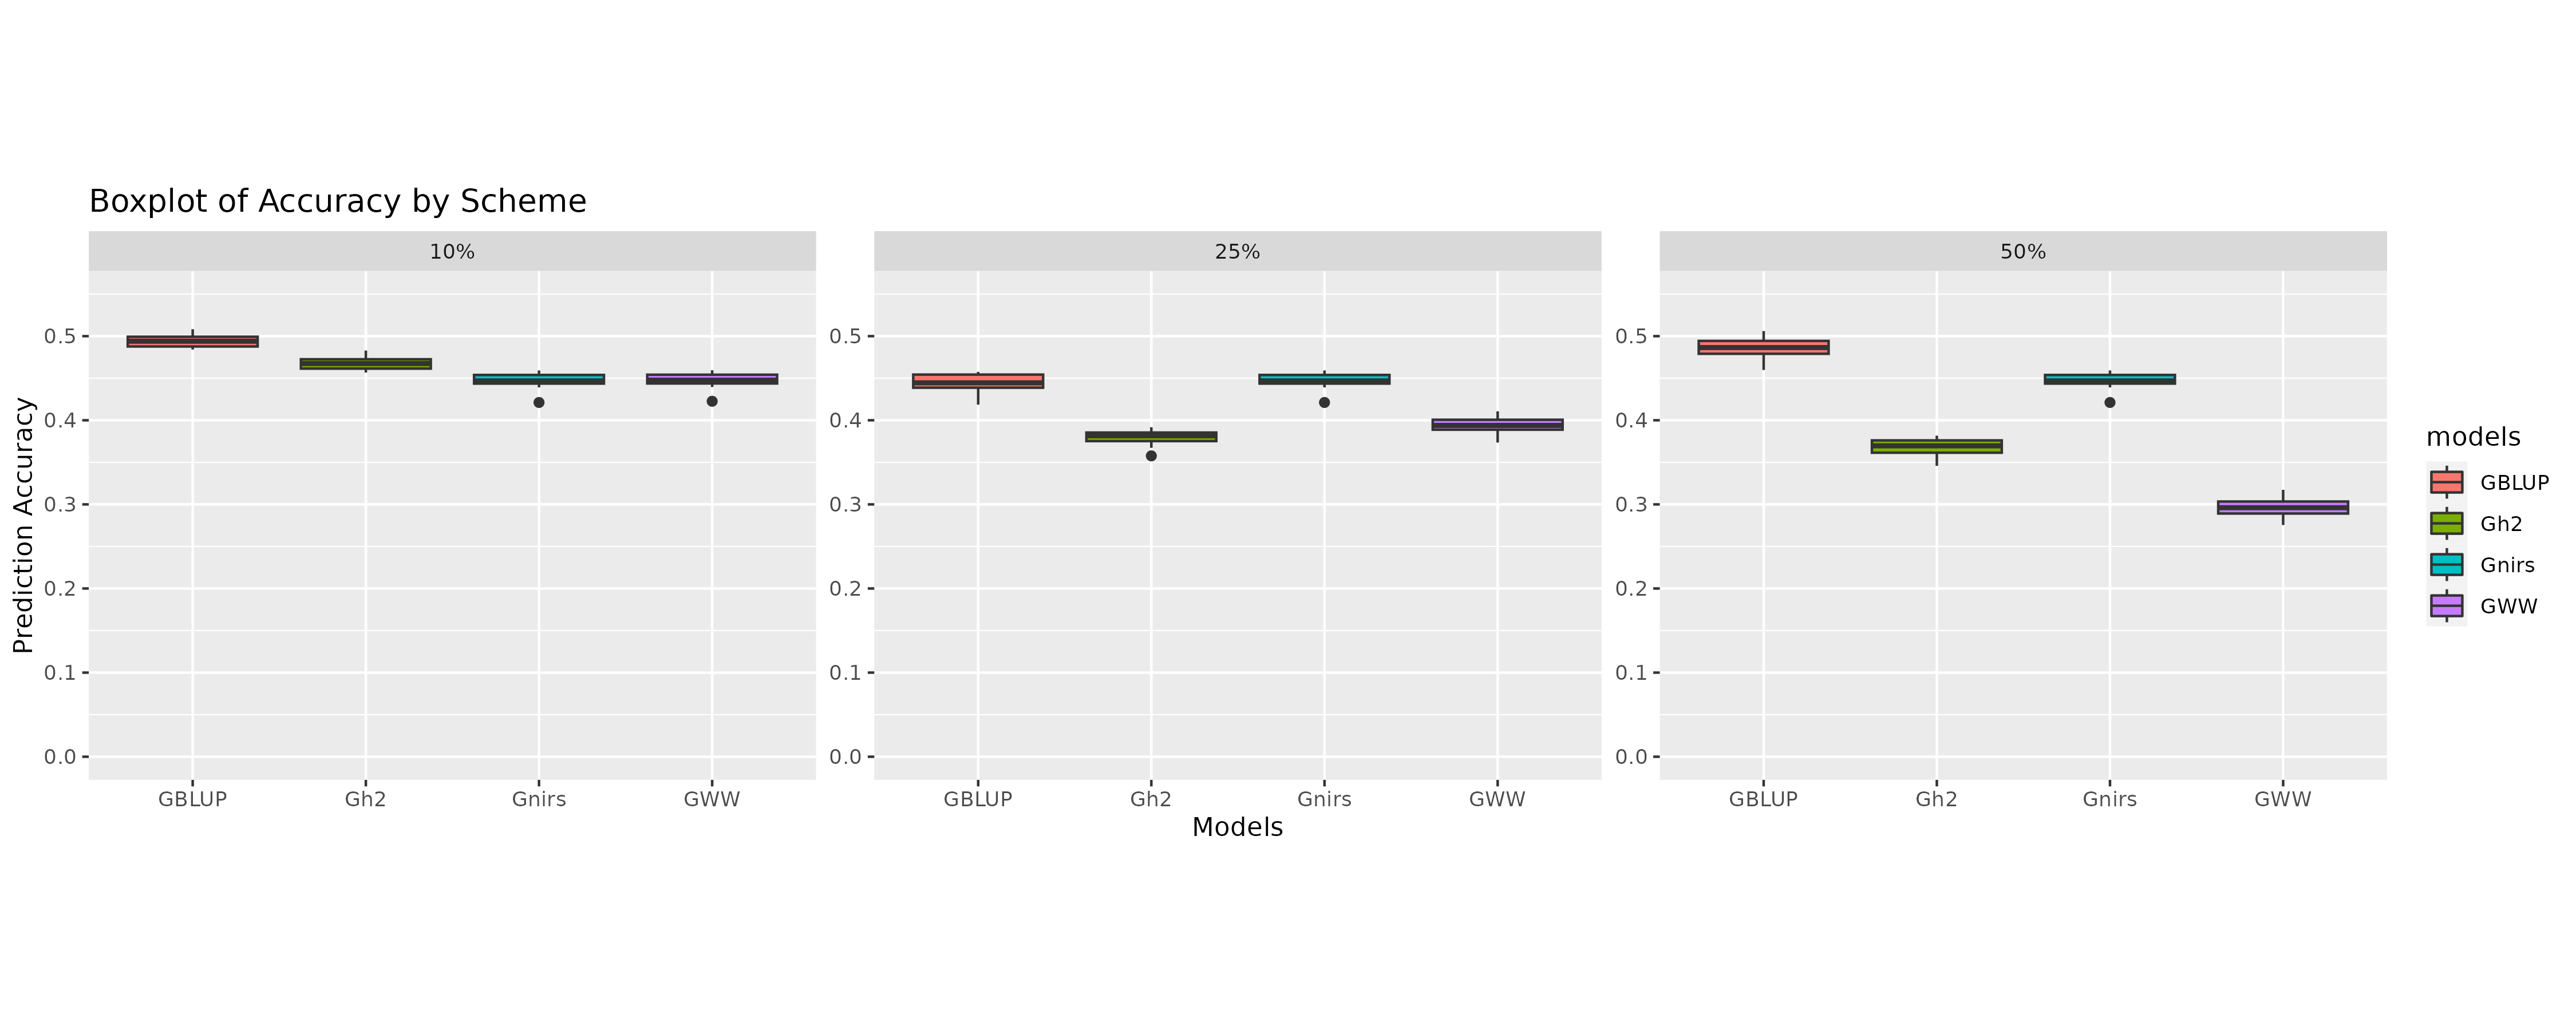 Boxplot of Accuracy by Scheme
10%
25%
50%
Prediction Accuracy
0.5
0.4
0.3
0.2
0.1
0.0
0.5
0.4
0.3
0.2
0.1
0.0
0.5
0.4
0.3
0.2
0.1
0.0
GBLUP Gh2 Gnirs GWW
GBLUP Gh2 Gnirs GWW
GBLUP Gh2 Gnirs GWW
Models
models
GBLUP
Gh2
Gnirs
GWW